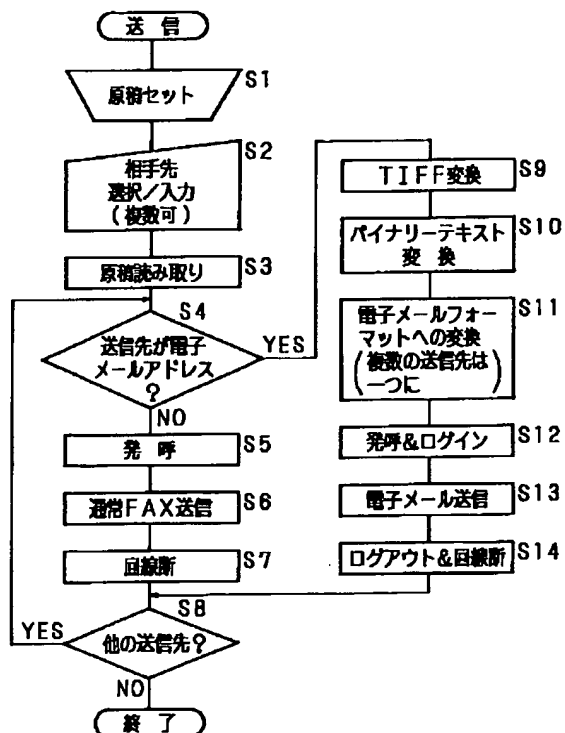 送信
S1
原稿セット
S2
相手先
選択/入力
(複数可)
S3
原稿読み取り
S4
送信先が電子
メールアドレス
?
YES
NO
発 呼
S5
通常FAX送信
S6
回線断
S7
S8
YES
他の送信先?
NO
終 了
TIFF変換
S9
バイナリーテキスト
変 換
S10
電子メールフォー
マットへの変換
(複数の送信先は
一つに)
S11
発呼&ログイン
S12
電子メール送信
S13
ログアウト&回線断
S14